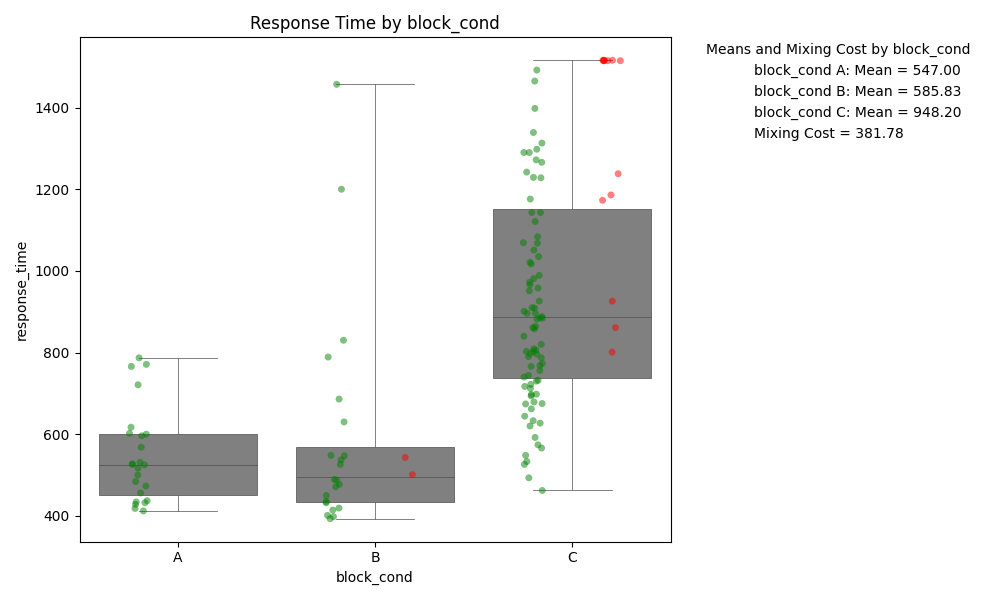 Response Time by block_cond
Means and Mixing Cost by block_cond
block_cond A: Mean = 547.00
block_cond B: Mean = 585.83
block_cond C: Mean = 948.20
Mixing Cost = 381.78
response_time
1400
1200
1000
800
600
400
A
B
C
block_cond